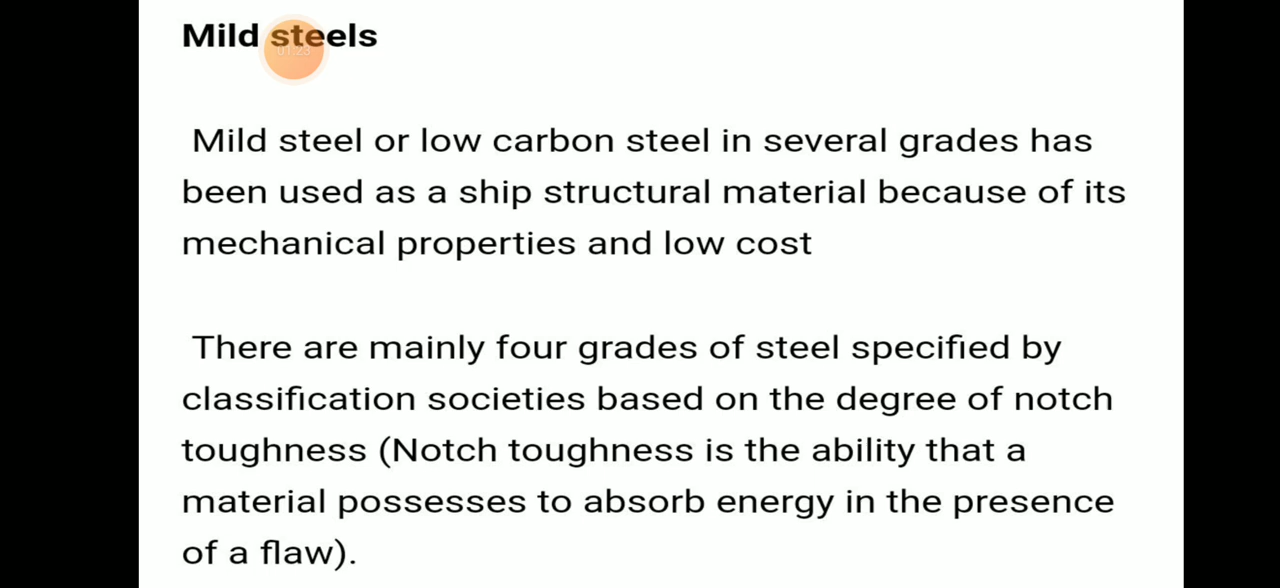 Mild steels
01:28
Mild steel or low carbon steel in several grades has
been used as a ship structural material because of its
mechanical properties and low cost
There are mainly four grades of steel specified by
classification societies based on the degree of notch
toughness (Notch toughness is the ability that a
material possesses to absorb energy in the presence
of a flaw).